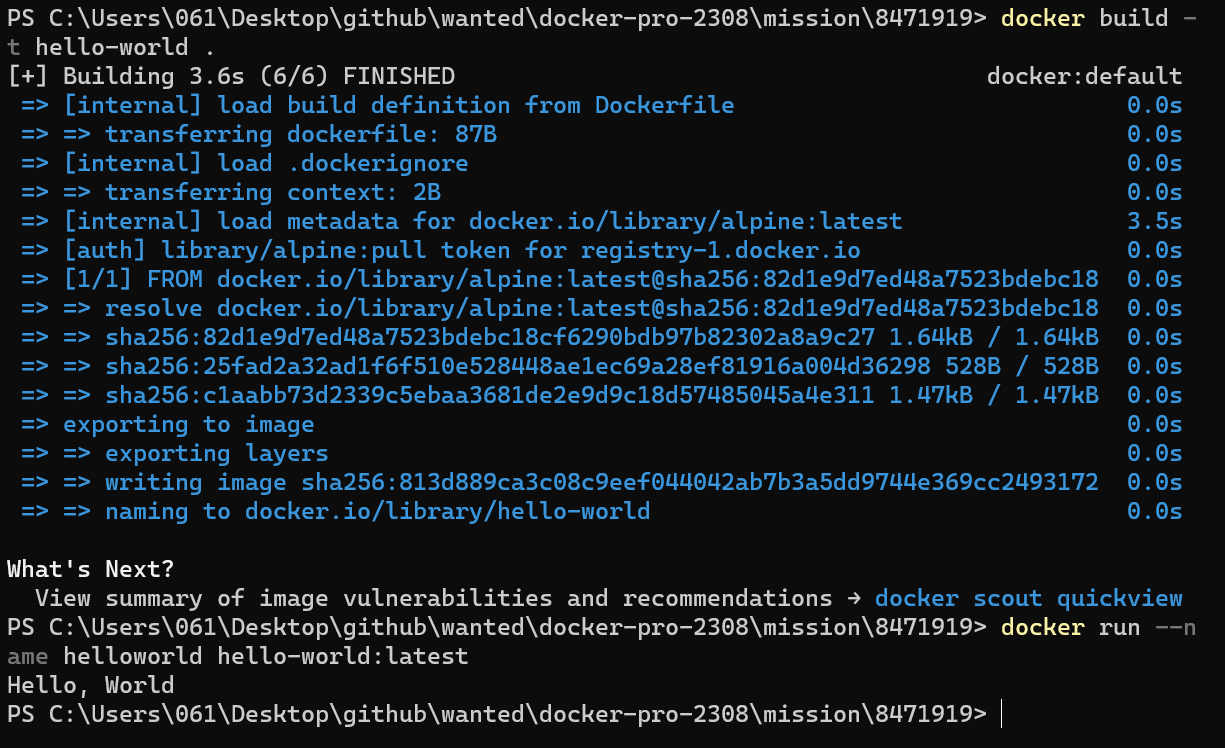 PS C:\Users\061\Desktop\github\wanted\docker-pro-2308\mission\8471919> docker build -
t hello-world .
[+] Building 3.6s (6/6) FINISHED docker:default
=> [internal] load build definition from Dockerfile 0.0s
=> => transferring dockerfile: 87B 0.0s
=> [internal] load .dockerignore 0.0s
=> => transferring context: 2B 0.0s
=> [internal] load metadata for docker.io/library/alpine:latest 3.5s
=> [auth] library/alpine:pull token for registry-1.docker.io 0.0s
=> [1/1] FROM docker.io/library/alpine:latest@sha256:82d1e9d7ed48a7523bdebc18 0.0s
=> => resolve docker.io/library/alpine:latest@sha256:82d1e9d7ed48a7523bdebc18 0.0s
=> => sha256:82d1e9d7ed48a7523bdebc18cf6290bdb97b82302a8a9c27 1.64kB / 1.64kB 0.0s
=> => sha256:25fad2a32ad1f6f510e528448ae1ec69a28ef81916a004d36298 528B / 528B 0.0s
=> => sha256:c1aabb73d2339c5ebaa3681de2e9d9c18d57485045a4e311 1.47kB / 1.47kB 0.0s
=> exporting to image 0.0s
=> => exporting layers 0.0s
=> => writing image sha256:813d889ca3c08c9eef044042ab7b3a5dd9744e369cc2493172 0.0s
=> => naming to docker.io/library/hello-world 0.0s
What's Next?
View summary of image vulnerabilities and recommendations → docker scout quickview
PS C:\Users\061\Desktop\github\wanted\docker-pro-2308\mission\8471919> docker run --n
ame helloworld hello-world:latest
Hello, World
PS C:\Users\061\Desktop\github\wanted\docker-pro-2308\mission\8471919>